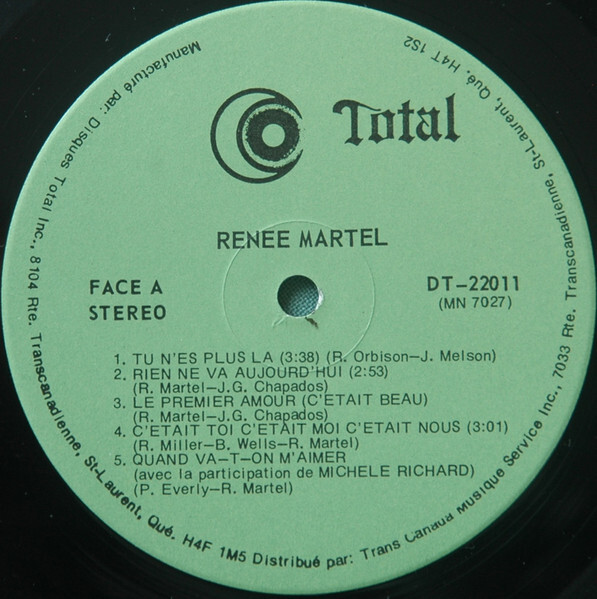 Total
RENEE MARTEL
FACE A
STEREO
DT-22011
(MN 7027)
1. TU N'ES PLUS LA (3:38) (R. Orbison-J. Melson)
2. RIEN NE VA AUJOURD'HUI (2:53)
(R. Martel-J.G. Chapados)
3. LE PREMIER AMOUR (C'ETAIT BEAU)
(R. Martel-J.G. Chapados)
4. C'ETAIT TOI C'ETAIT MOI C'ETAIT NOUS (3:01)
(R. Miller-B. Wells-R. Martel)
5. QUAND VA-T-ON M'AIMER
(avec la participation de MICHELE RICHARD)
(P. Everly-R. Martel)
Manufacturé par: Disques Total Inc., 8104 Rte. Transcanadienne, St-Laurent, Qué. H4F 1M5 Distribué par: Trans Canada Musique Service Inc., 7033 Rte. Transcanadienne, St-Laurent, Qué. H4T 1S2